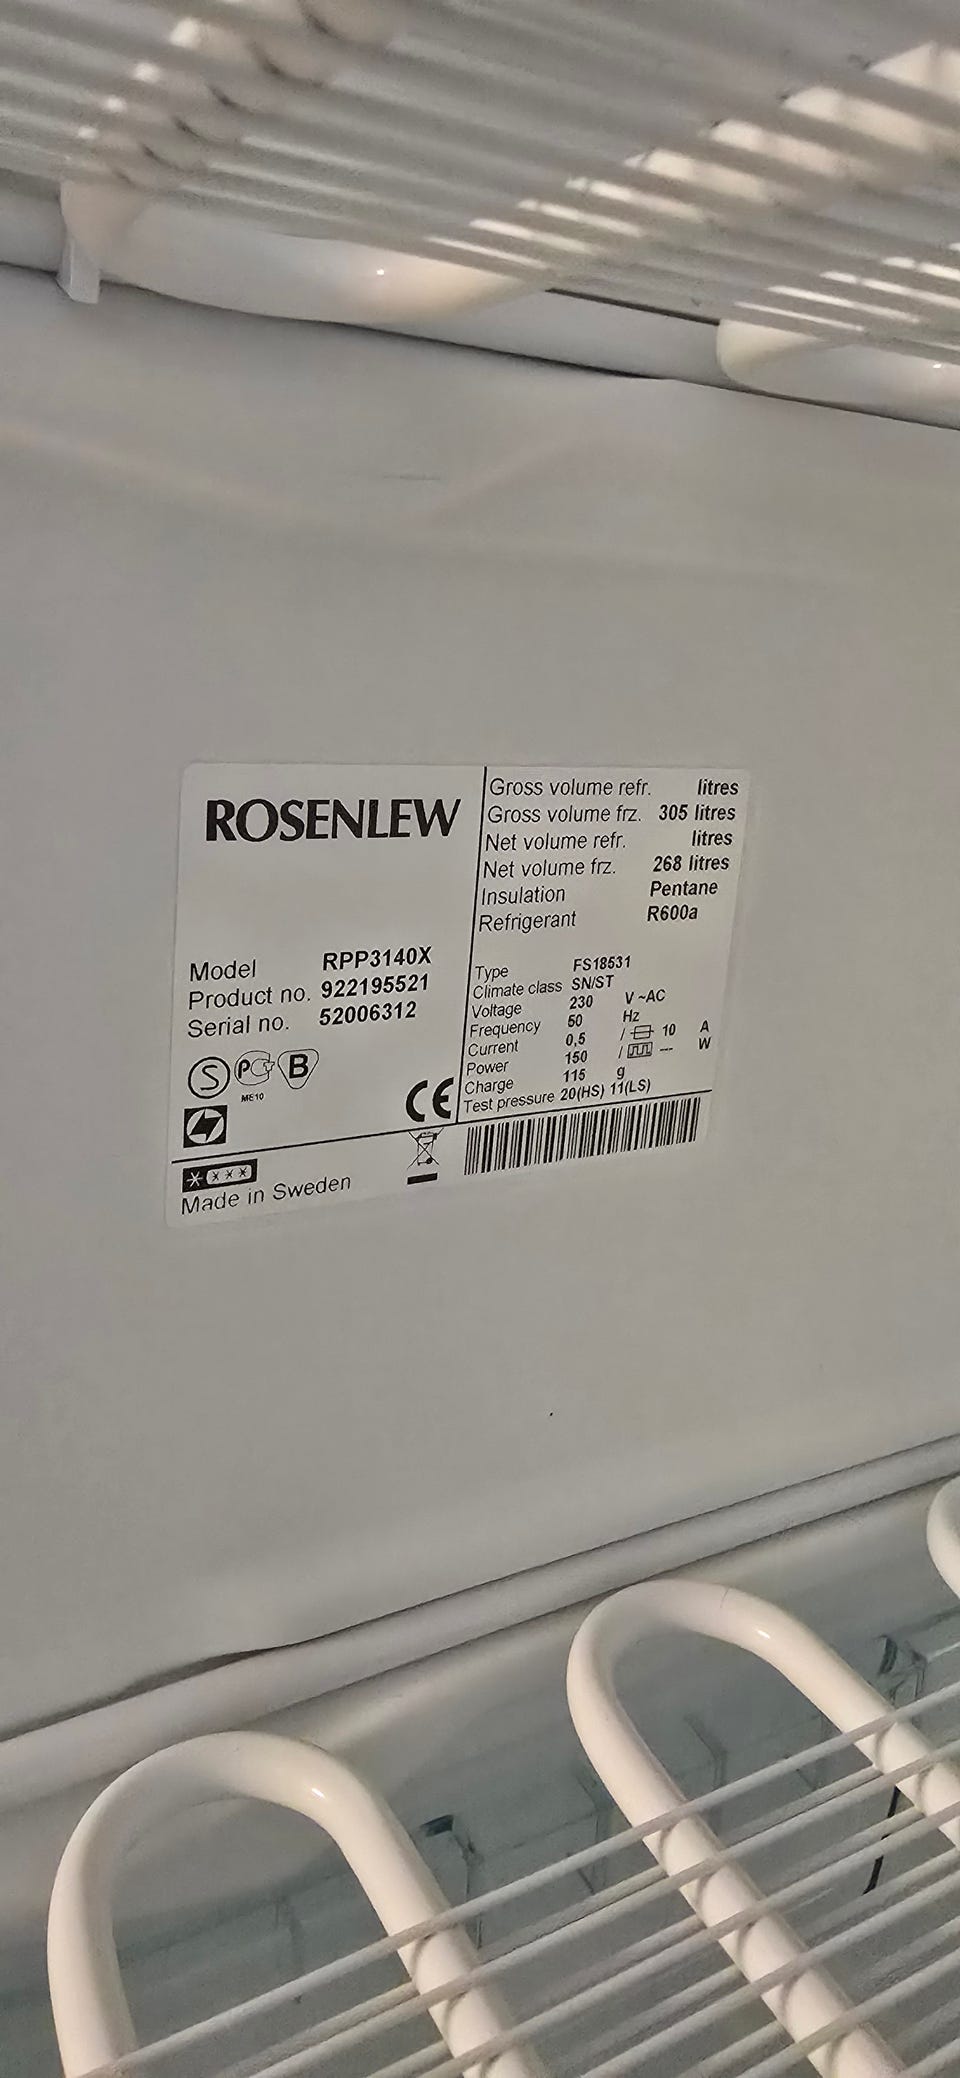 ROSENLEW
Model RPP3140X
Product no. 922195521
Serial no. 52006312
S PC B
ME10
CE
Made in Sweden
Gross volume refr. litres
Gross volume frz. 305 litres
Net volume refr. litres
Net volume frz. 268 litres
Insulation Pentane
Refrigerant R600a
Type FS18531
Climate class SN/ST
Voltage 230 V ~AC
Frequency 50 Hz
Current 0,5 / 10 A
Power 150 / --- W
Charge 115 g
Test pressure 20(HS) 11(LS)